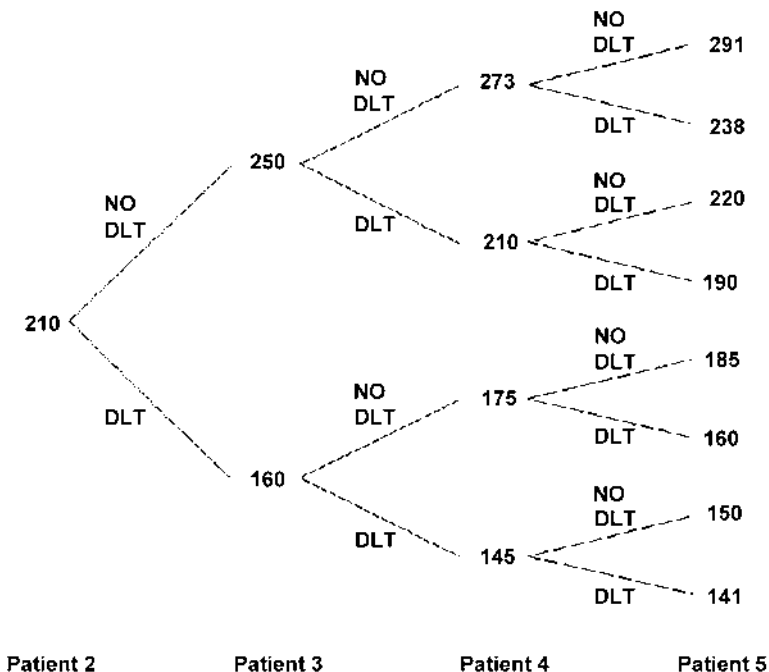 NO
DLT
291
NO
DLT
273
DLT
238
250
NO
DLT
NO
DLT
220
DLT
210
DLT
190
210
NO
DLT
185
DLT
NO
DLT
175
DLT
160
160
NO
DLT
150
DLT
145
DLT
141
Patient 2 Patient 3 Patient 4 Patient 5